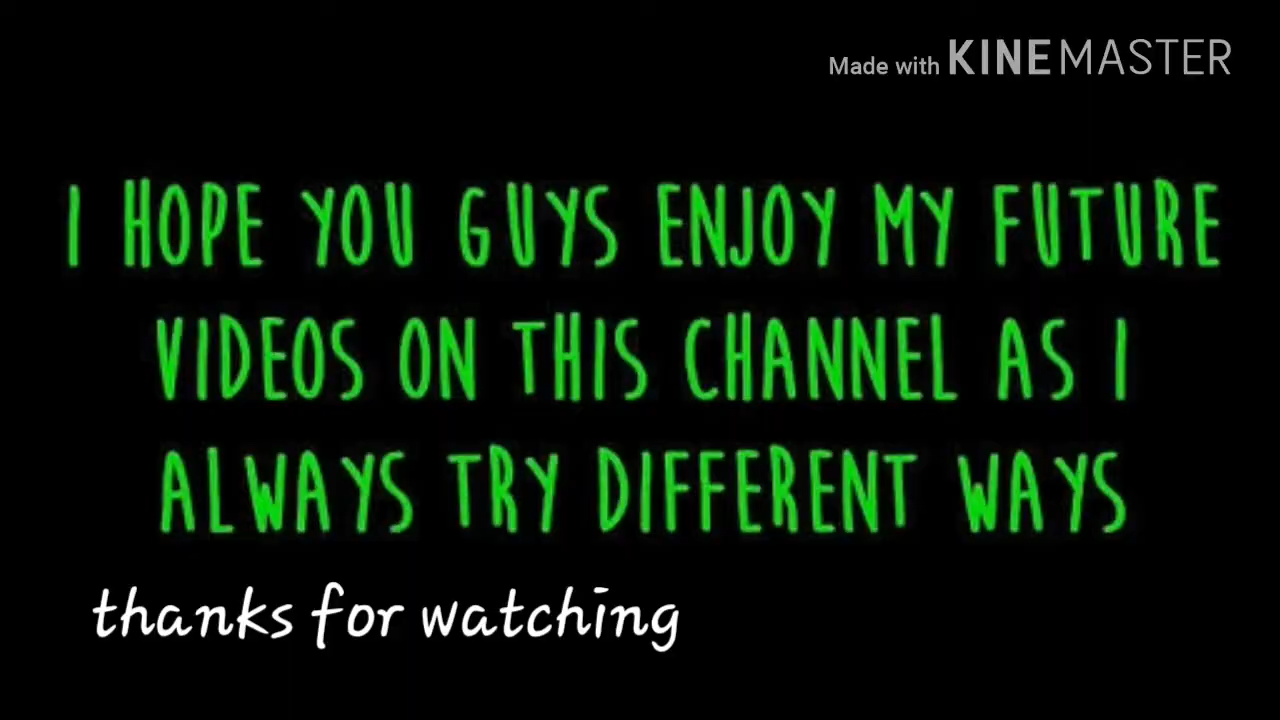 Made with KINEMASTER
I HOPE YOU GUYS ENJOY MY FUTURE
VIDEOS ON THIS CHANNEL AS I
ALWAYS TRY DIFFERENT WAYS
thanks for watching